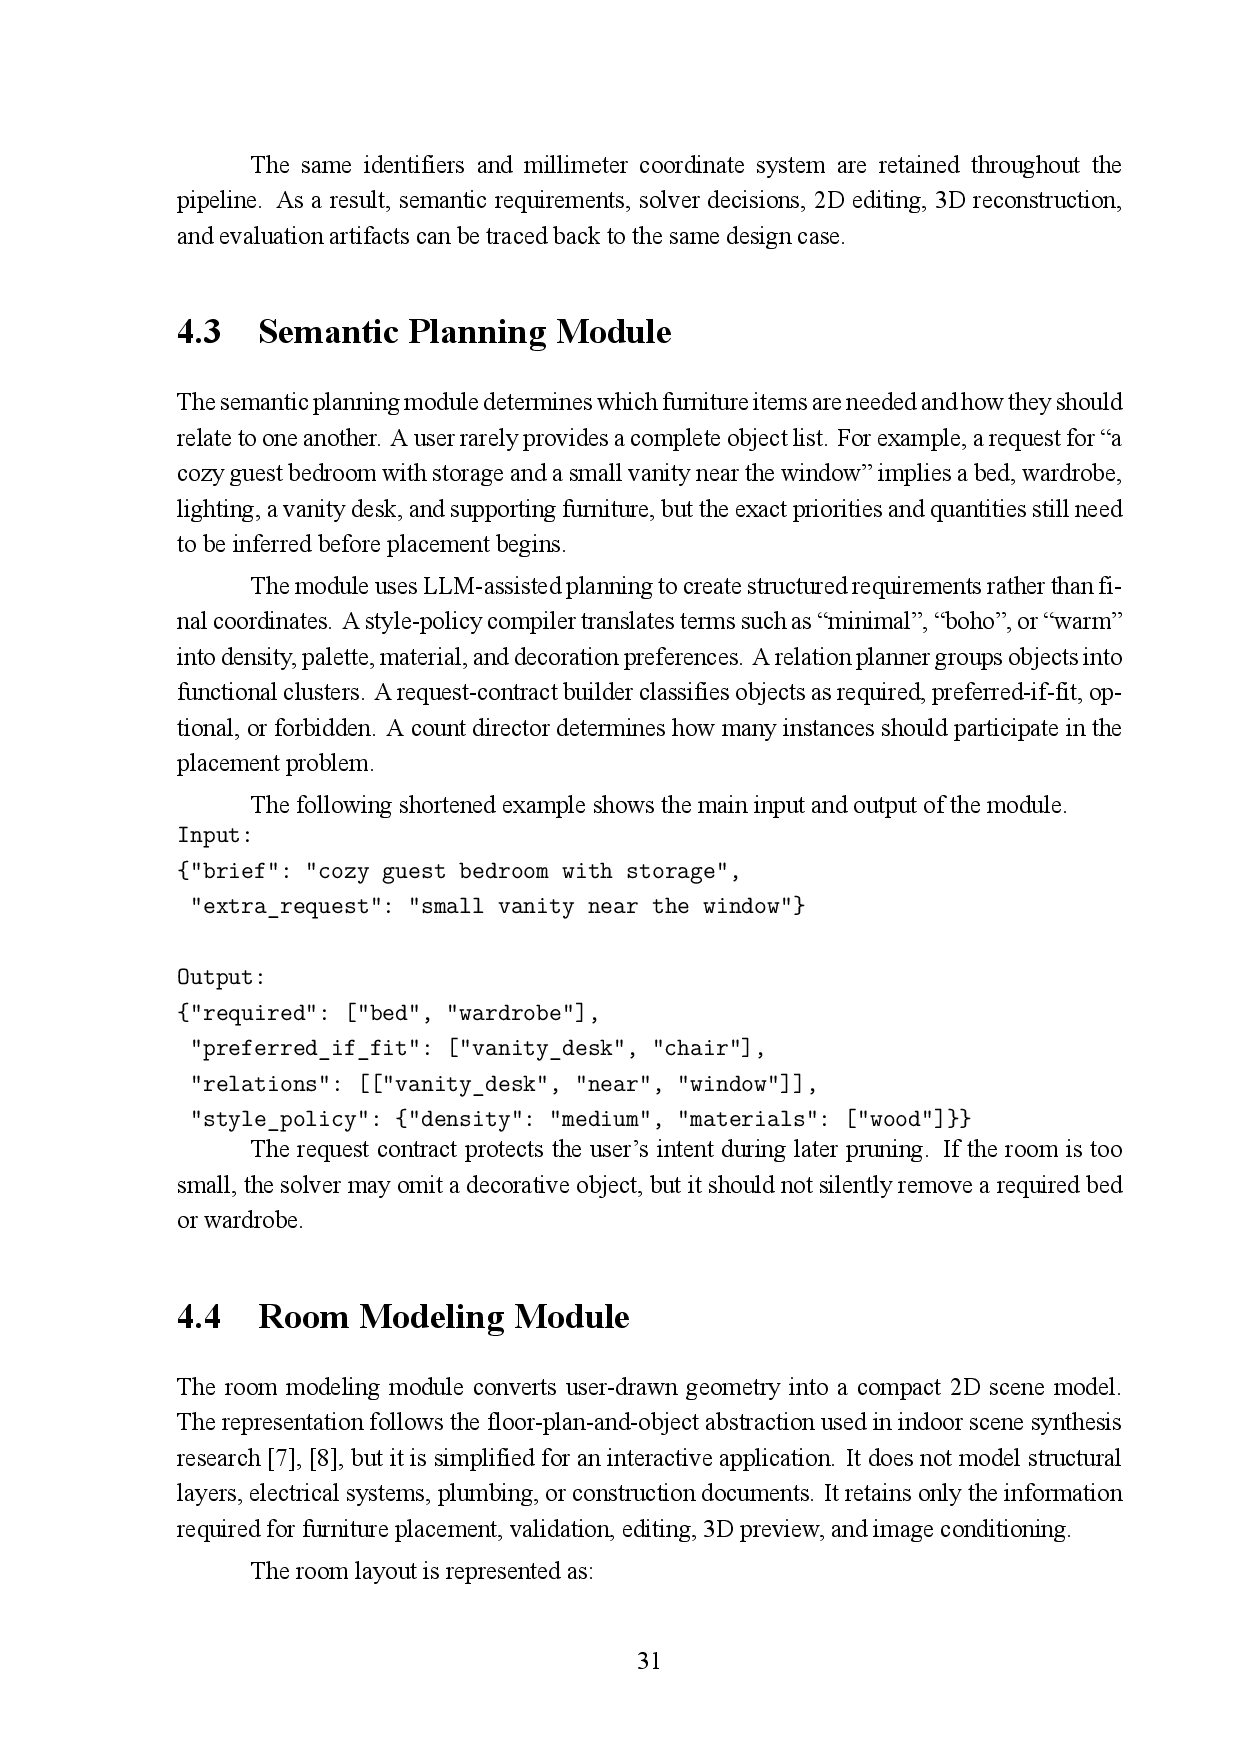 The same identifiers and millimeter coordinate system are retained throughout the
pipeline. As a result, semantic requirements, solver decisions, 2D editing, 3D reconstruction,
and evaluation artifacts can be traced back to the same design case.
4.3 Semantic Planning Module
The semantic planning module determines which furniture items are needed and how they should
relate to one another. A user rarely provides a complete object list. For example, a request for “a
cozy guest bedroom with storage and a small vanity near the window” implies a bed, wardrobe,
lighting, a vanity desk, and supporting furniture, but the exact priorities and quantities still need
to be inferred before placement begins.
The module uses LLM-assisted planning to create structured requirements rather than fi-
nal coordinates. A style-policy compiler translates terms such as “minimal”, “boho”, or “warm”
into density, palette, material, and decoration preferences. A relation planner groups objects into
functional clusters. A request-contract builder classifies objects as required, preferred-if-fit, op-
tional, or forbidden. A count director determines how many instances should participate in the
placement problem.
The following shortened example shows the main input and output of the module.
Input:
{"brief": "cozy guest bedroom with storage",
"extra_request": "small vanity near the window"}
Output:
{"required": ["bed", "wardrobe"],
"preferred_if_fit": ["vanity_desk", "chair"],
"relations": [["vanity_desk", "near", "window"]],
"style_policy": {"density": "medium", "materials": ["wood"]}}
The request contract protects the user’s intent during later pruning. If the room is too
small, the solver may omit a decorative object, but it should not silently remove a required bed
or wardrobe.
4.4 Room Modeling Module
The room modeling module converts user-drawn geometry into a compact 2D scene model.
The representation follows the floor-plan-and-object abstraction used in indoor scene synthesis
research [7], [8], but it is simplified for an interactive application. It does not model structural
layers, electrical systems, plumbing, or construction documents. It retains only the information
required for furniture placement, validation, editing, 3D preview, and image conditioning.
The room layout is represented as:
31